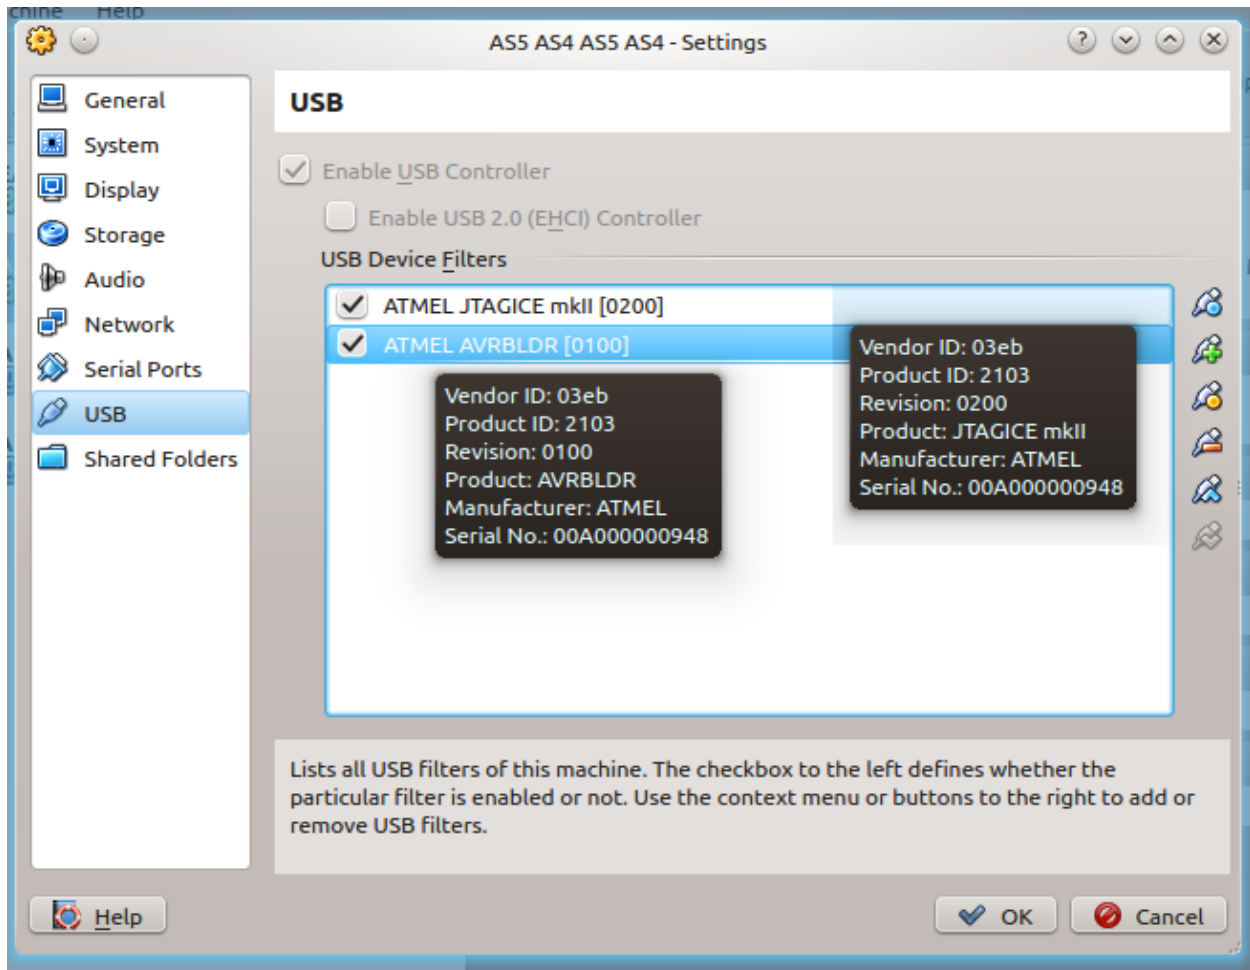 chine Help
AS5 AS4 AS5 AS4 - Settings
General
System
Display
Storage
Audio
Network
Serial Ports
USB
Shared Folders
USB
Enable USB Controller
Enable USB 2.0 (EHCI) Controller
USB Device Filters
ATMEL JTAGICE mkII [0200]
ATMEL AVRBLDR [0100]
Vendor ID: 03eb
Product ID: 2103
Revision: 0100
Product: AVRBLDR
Manufacturer: ATMEL
Serial No.: 00A000000948
Vendor ID: 03eb
Product ID: 2103
Revision: 0200
Product: JTAGICE mkII
Manufacturer: ATMEL
Serial No.: 00A000000948
Lists all USB filters of this machine. The checkbox to the left defines whether the
particular filter is enabled or not. Use the context menu or buttons to the right to add or
remove USB filters.
Help
OK
Cancel